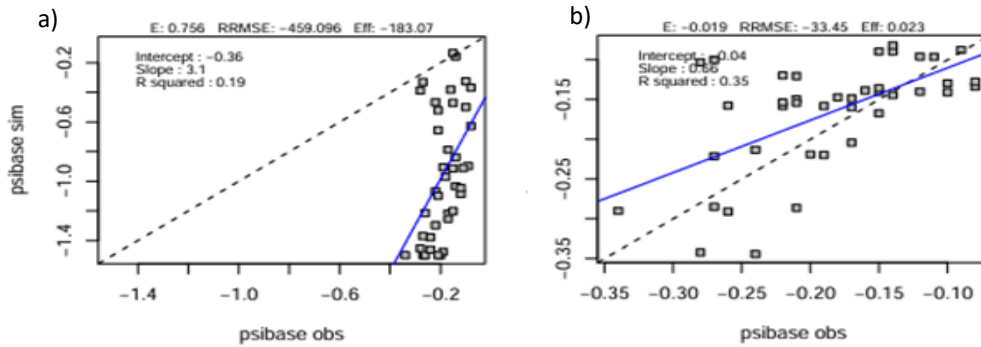 a)
E: 0.756 RRMSE: −459.096 Eff: −183.07
Intercept : −0.36
Slope : 3.1
R squared : 0.19
psibase sim
−0.2
−0.6
−1.0
−1.4
−1.4
−1.0
−0.6
−0.2
psibase obs
b)
E: −0.019 RRMSE: −33.45 Eff: 0.023
Intercept : −0.04
Slope : 0.66
R squared : 0.35
−0.15
−0.25
−0.35
−0.35
−0.30
−0.25
−0.20
−0.15
−0.10
psibase obs